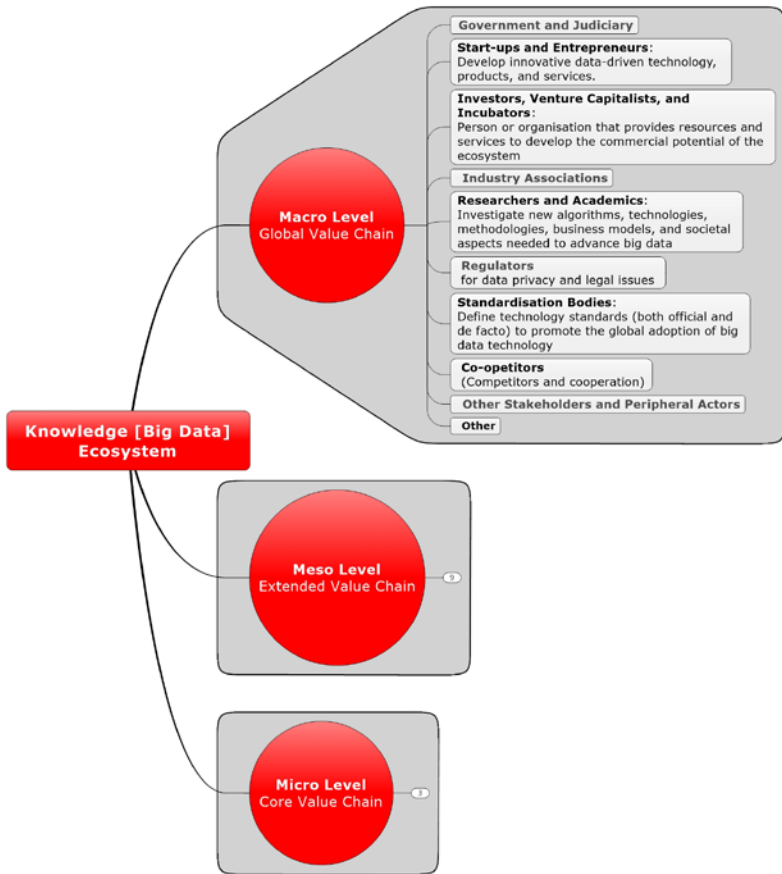 Government and Judiciary
Start-ups and Entrepreneurs:
Develop innovative data-driven technology,
products, and services.
Investors, Venture Capitalists, and
Incubators:
Person or organisation that provides resources and
services to develop the commercial potential of the
ecosystem
Industry Associations
Macro Level
Global Value Chain
Researchers and Academics:
Investigate new algorithms, technologies,
methodologies, business models, and societal
aspects needed to advance big data
Regulators
for data privacy and legal issues
Standardisation Bodies:
Define technology standards (both official and
de facto) to promote the global adoption of big
data technology
Co-opetitors
(Competitors and cooperation)
Other Stakeholders and Peripheral Actors
Other
Knowledge [Big Data]
Ecosystem
Meso Level
Extended Value Chain
9
Micro Level
Core Value Chain
3